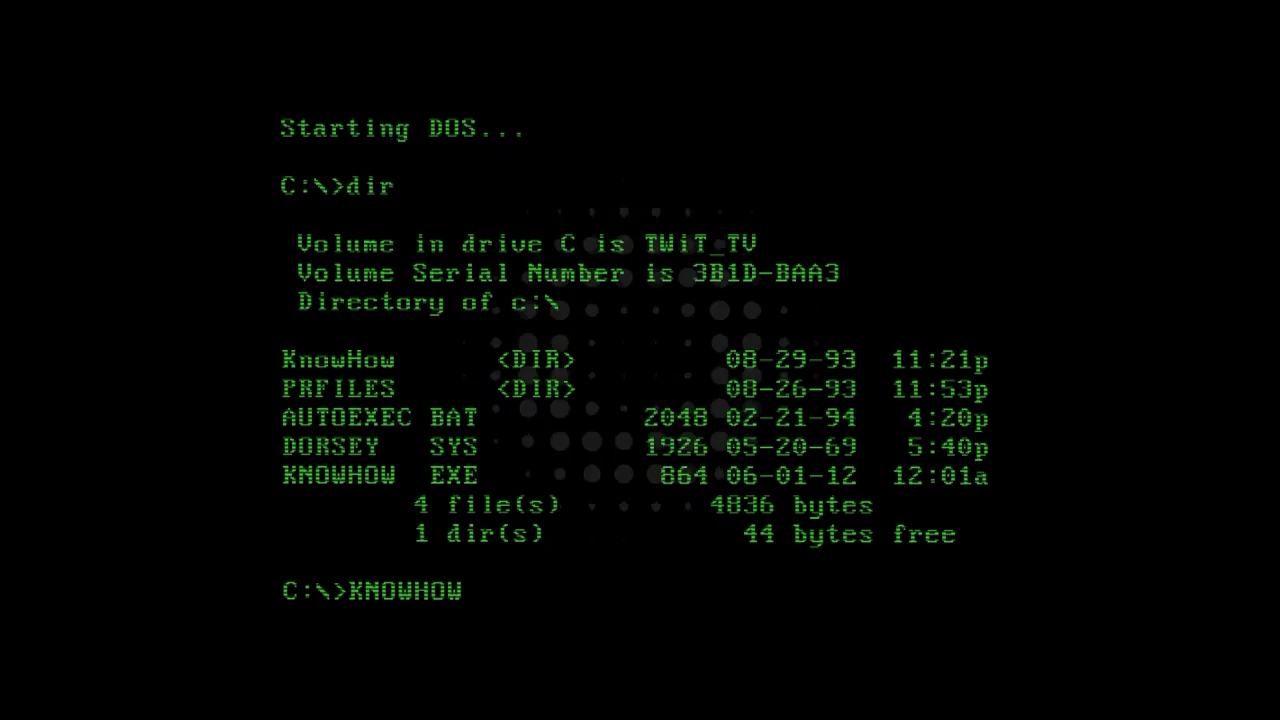 Starting DOS...
C:\>dir
Volume in drive C is TWiT_TV
Volume Serial Number is 3B1D-BAA3
Directory of c:\
KnowHow <DIR> 08-29-93 11:21p
PRFILES <DIR> 08-26-93 11:53p
AUTOEXEC BAT 2048 02-21-94 4:20p
DORSEY SYS 1926 05-20-69 5:40p
KNOWHOW EXE 864 06-01-12 12:01a
4 file(s) 4836 bytes
1 dir(s) 44 bytes free
C:\>KNOWHOW